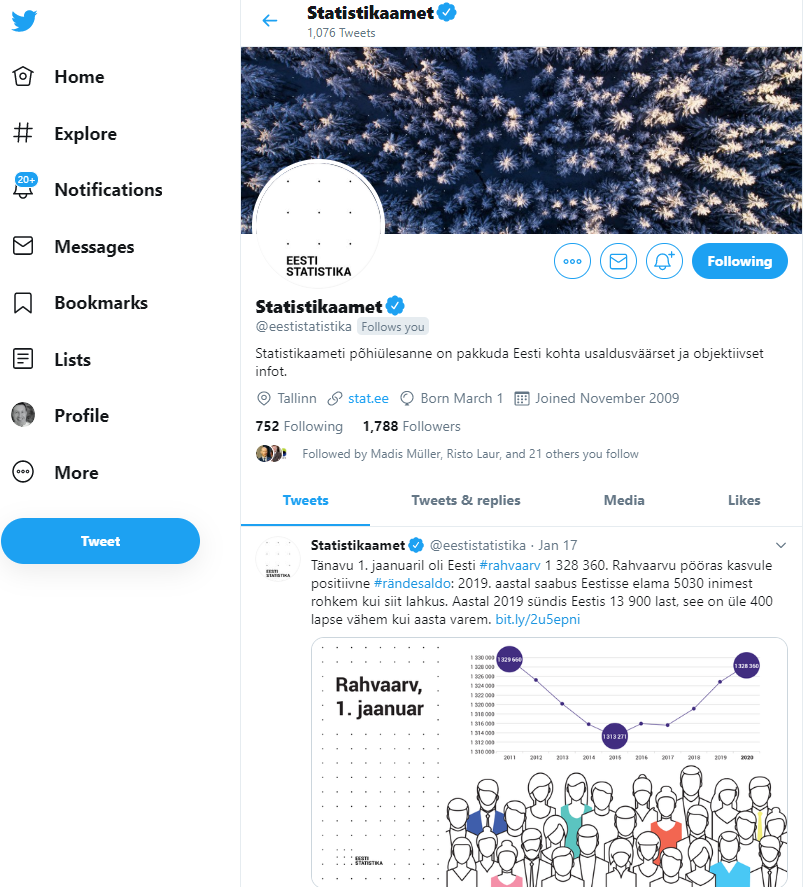 Statistikaamet
1,076 Tweets
Home
Explore
20+
Notifications
Messages
Bookmarks
Lists
Profile
More
Tweet
EESTI
STATISTIKA
Following
Statistikaamet
@eestistatistika Follows you
Statistikaameti põhiülesanne on pakkuda Eesti kohta usaldusväärset ja objektiivset
infot.
Tallinn stat.ee Born March 1 Joined November 2009
752 Following 1,788 Followers
Followed by Madis Müller, Risto Laur, and 21 others you follow
Tweets Tweets & replies Media Likes
EESTI
STATISTIKA
Statistikaamet @eestistatistika · Jan 17
Tänavu 1. jaanuaril oli Eesti #rahvaarv 1 328 360. Rahvaarvu pööras kasvule
positiivne #rändesaldo: 2019. aastal saabus Eestisse elama 5030 inimest
rohkem kui siit lahkus. Aastal 2019 sündis Eestis 13 900 last, see on üle 400
lapse vähem kui aasta varem. bit.ly/2u5epni
Rahvaarv,
1. jaanuar
1 330 000
1 328 000
1 326 000
1 324 000
1 322 000
1 320 000
1 318 000
1 316 000
1 314 000
1 312 000
1 310 000
1 329 660
1 313 271
1 328 360
2011 2012 2013 2014 2015 2016 2017 2018 2019 2020
EESTI
STATISTIKA